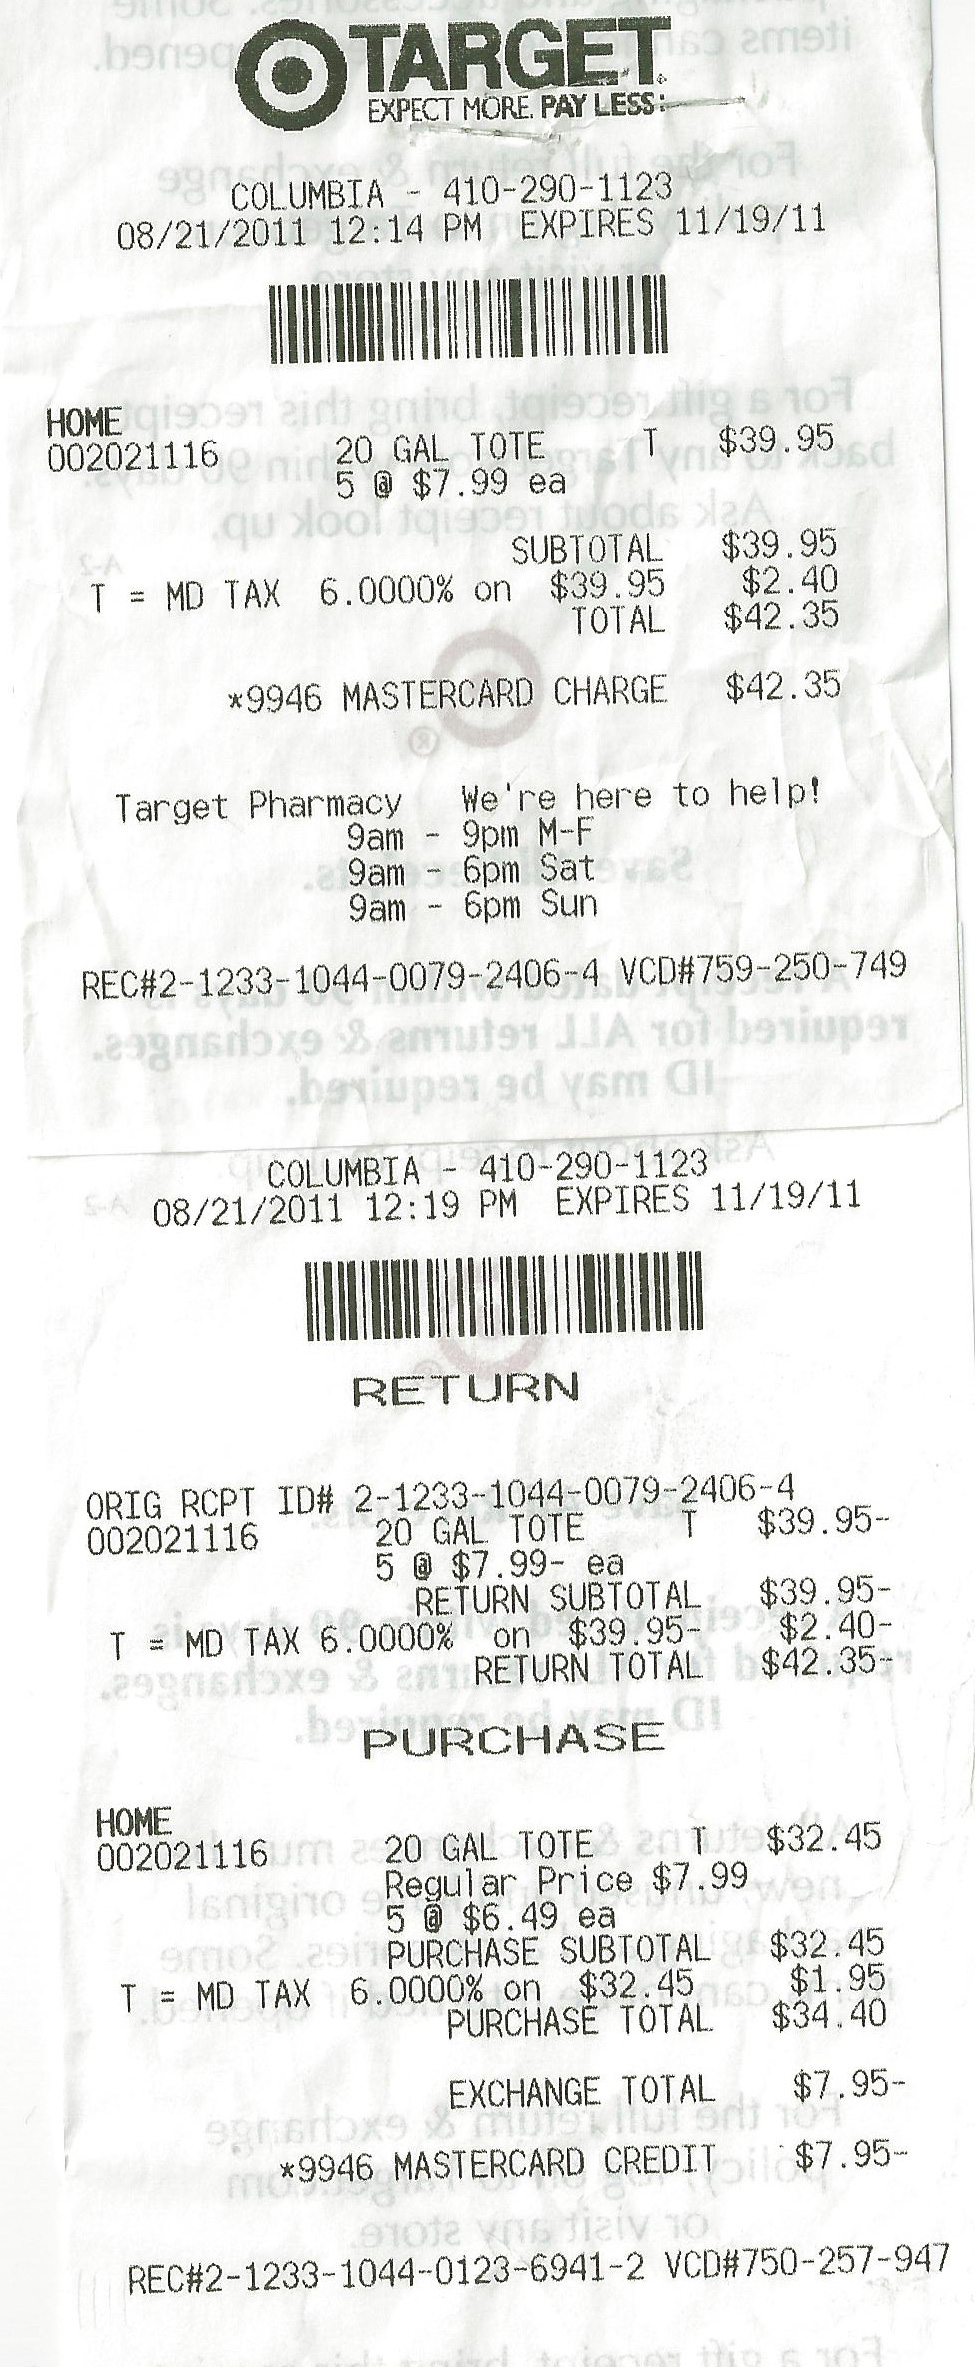 TARGET
EXPECT MORE. PAY LESS.
COLUMBIA - 410-290-1123
08/21/2011 12:14 PM EXPIRES 11/19/11
HOME
002021116 20 GAL TOTE T $39.95
5 @ $7.99 ea
SUBTOTAL $39.95
T = MD TAX 6.0000% on $39.95 $2.40
TOTAL $42.35
*9946 MASTERCARD CHARGE $42.35
Target Pharmacy We're here to help!
9am - 9pm M-F
9am - 6pm Sat
9am - 6pm Sun
REC#2-1233-1044-0079-2406-4 VCD#759-250-749
COLUMBIA - 410-290-1123
08/21/2011 12:19 PM EXPIRES 11/19/11
RETURN
ORIG RCPT ID# 2-1233-1044-0079-2406-4
002021116 20 GAL TOTE T $39.95-
5 @ $7.99- ea
RETURN SUBTOTAL $39.95-
T = MD TAX 6.0000% on $39.95- $2.40-
RETURN TOTAL $42.35-
PURCHASE
HOME
002021116 20 GAL TOTE T $32.45
Regular Price $7.99
5 @ $6.49 ea
PURCHASE SUBTOTAL $32.45
T = MD TAX 6.0000% on $32.45 $1.95
PURCHASE TOTAL $34.40
EXCHANGE TOTAL $7.95-
*9946 MASTERCARD CREDIT $7.95-
REC#2-1233-1044-0123-6941-2 VCD#750-257-947